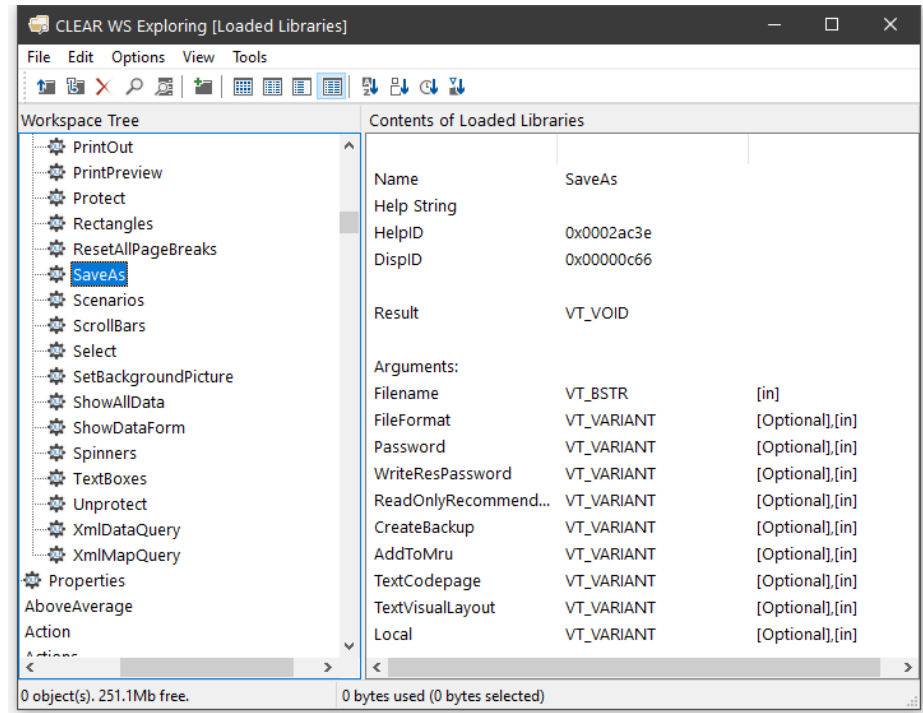 CLEAR WS Exploring [Loaded Libraries]
File Edit Options View Tools
Workspace Tree
PrintOut
PrintPreview
Protect
Rectangles
ResetAllPageBreaks
SaveAs
Scenarios
ScrollBars
Select
SetBackgroundPicture
ShowAllData
ShowDataForm
Spinners
TextBoxes
Unprotect
XmlDataQuery
XmlMapQuery
Properties
AboveAverage
Action
Actions
Contents of Loaded Libraries
Name SaveAs
Help String
HelpID 0x0002ac3e
DispID 0x00000c66
Result VT_VOID
Arguments:
Filename VT_BSTR [in]
FileFormat VT_VARIANT [Optional],[in]
Password VT_VARIANT [Optional],[in]
WriteResPassword VT_VARIANT [Optional],[in]
ReadOnlyRecommend... VT_VARIANT [Optional],[in]
CreateBackup VT_VARIANT [Optional],[in]
AddToMru VT_VARIANT [Optional],[in]
TextCodepage VT_VARIANT [Optional],[in]
TextVisualLayout VT_VARIANT [Optional],[in]
Local VT_VARIANT [Optional],[in]
0 object(s). 251.1Mb free. 0 bytes used (0 bytes selected)